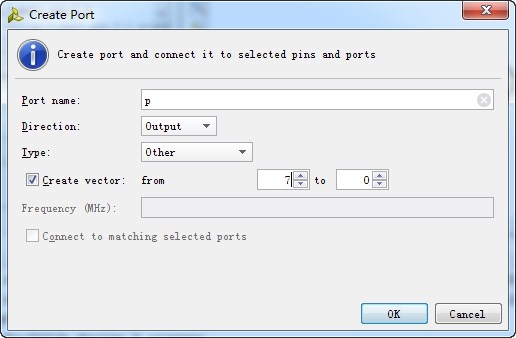 Create Port
Create port and connect it to selected pins and ports
Port name: p
Direction: Output
Type: Other
Create vector: from 7 to 0
Frequency (MHz):
Connect to matching selected ports
OK Cancel